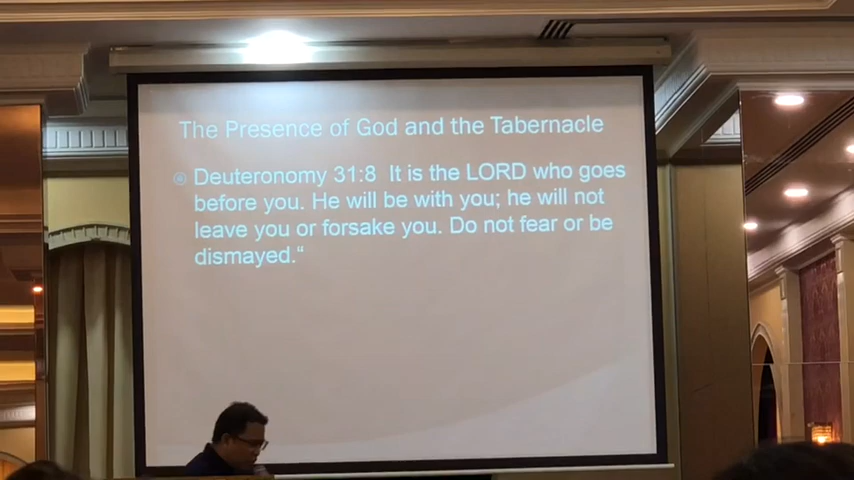 The Presence of God and the Tabernacle
Deuteronomy 31:8 It is the LORD who goes
before you. He will be with you; he will not
leave you or forsake you. Do not fear or be
dismayed.“